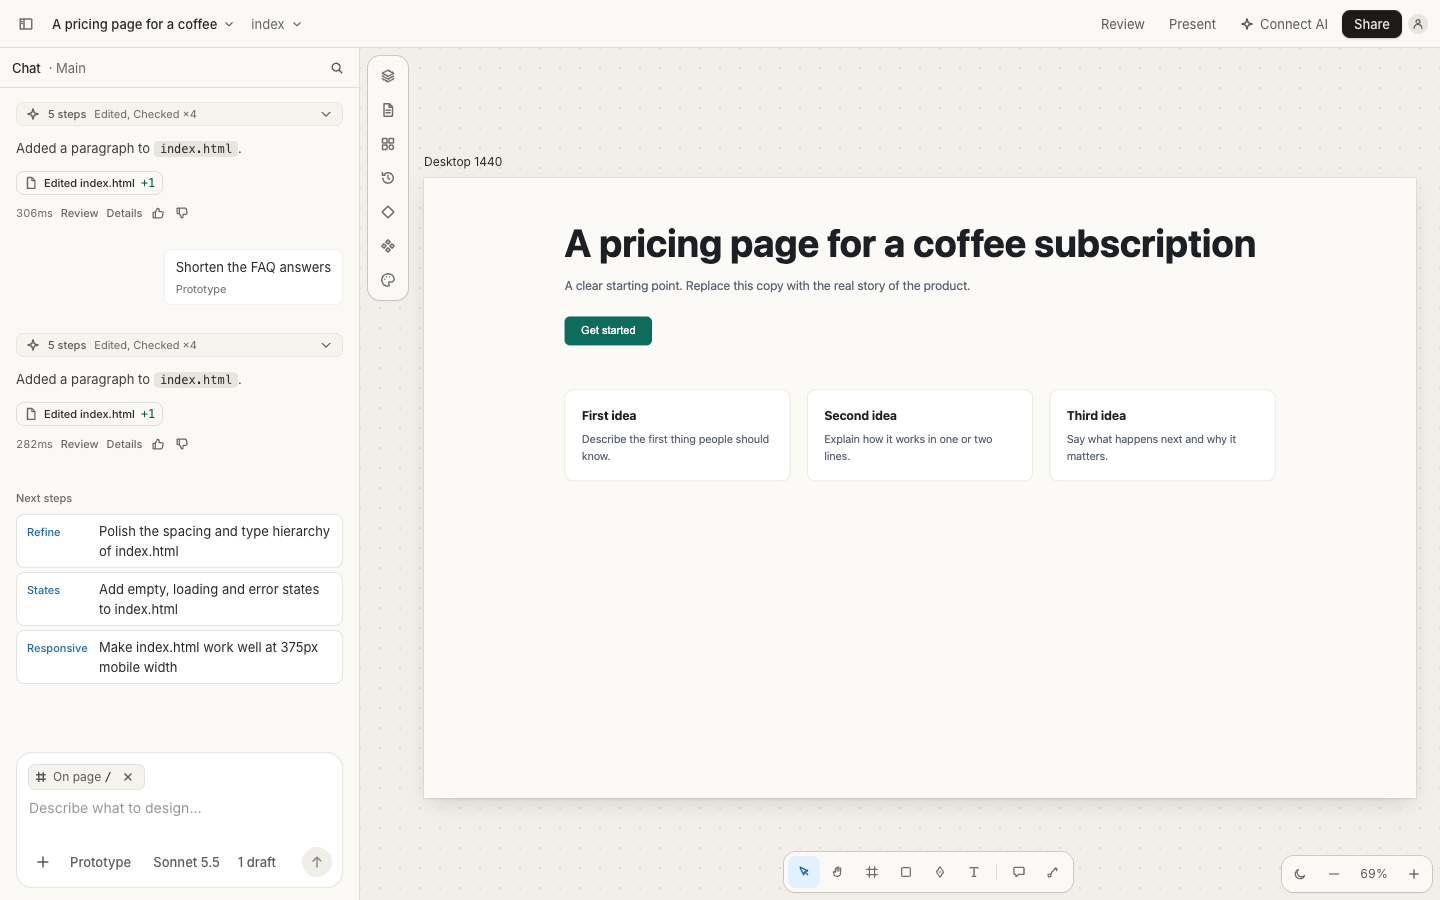 A pricing page for a coffee
index
Review
Present
Connect AI
Share
Chat · Main
5 steps Edited, Checked ×4
Added a paragraph to index.html.
Edited index.html +1
306ms Review Details
Shorten the FAQ answers
Prototype
5 steps Edited, Checked ×4
Added a paragraph to index.html.
Edited index.html +1
282ms Review Details
Next steps
Refine Polish the spacing and type hierarchy
of index.html
States Add empty, loading and error states
to index.html
Responsive Make index.html work well at 375px
mobile width
On page /
Describe what to design...
Prototype Sonnet 5.5 1 draft
Desktop 1440
A pricing page for a coffee subscription
A clear starting point. Replace this copy with the real story of the product.
Get started
First idea
Describe the first thing people should
know.
Second idea
Explain how it works in one or two
lines.
Third idea
Say what happens next and why it
matters.
69%